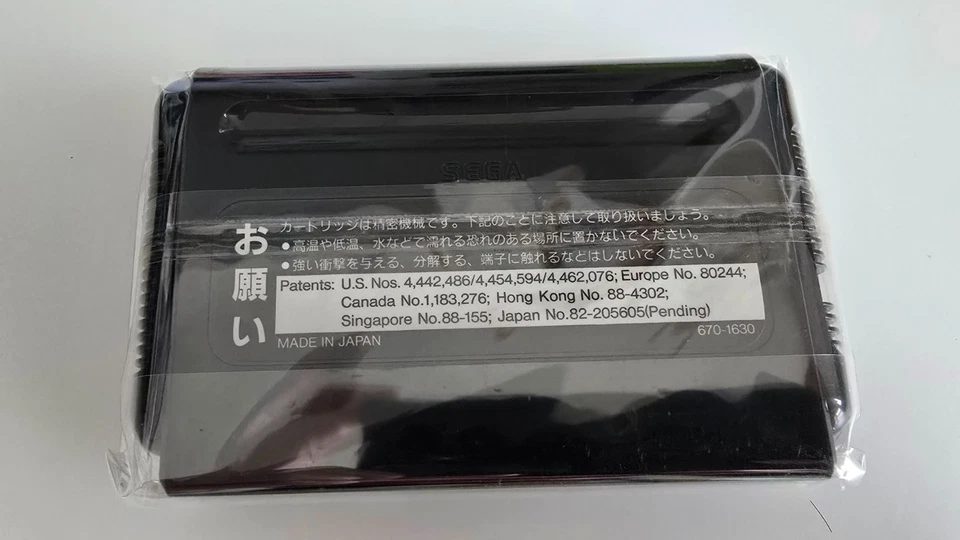 SEGA
お願い
カートリッジは精密機械です。下記のことに注意して取り扱いましょう。
●高温や低温、水などで濡れる恐れのある場所に置かないでください。
●強い衝撃を与える、分解する、端子に触れるなどはしないでください。
Patents: U.S. Nos. 4,442,486/4,454,594/4,462,076; Europe No. 80244;
Canada No.1,183,276; Hong Kong No. 88-4302;
Singapore No.88-155; Japan No.82-205605(Pending)
MADE IN JAPAN
670-1630